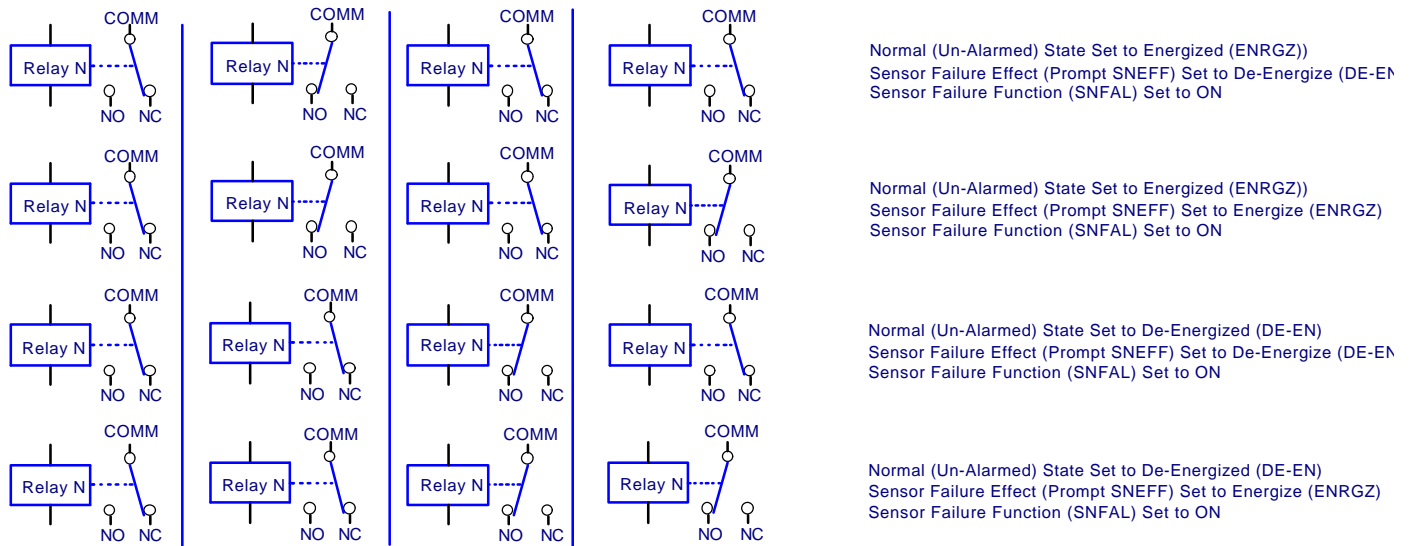 COMM COMM COMM COMM
Relay N Relay N Relay N Relay N
NO NC NO NC NO NC NO NC
Normal (Un-Alarmed) State Set to Energized (ENRGZ))
Sensor Failure Effect (Prompt SNEFF) Set to De-Energize (DE-EN
Sensor Failure Function (SNFAL) Set to ON
COMM COMM COMM COMM
Relay N Relay N Relay N Relay N
NO NC NO NC NO NC NO NC
Normal (Un-Alarmed) State Set to Energized (ENRGZ))
Sensor Failure Effect (Prompt SNEFF) Set to Energize (ENRGZ)
Sensor Failure Function (SNFAL) Set to ON
COMM COMM COMM COMM
Relay N Relay N Relay N Relay N
NO NC NO NC NO NC NO NC
Normal (Un-Alarmed) State Set to De-Energized (DE-EN)
Sensor Failure Effect (Prompt SNEFF) Set to De-Energize (DE-EN
Sensor Failure Function (SNFAL) Set to ON
COMM COMM COMM COMM
Relay N Relay N Relay N Relay N
NO NC NO NC NO NC NO NC
Normal (Un-Alarmed) State Set to De-Energized (DE-EN)
Sensor Failure Effect (Prompt SNEFF) Set to Energize (ENRGZ)
Sensor Failure Function (SNFAL) Set to ON